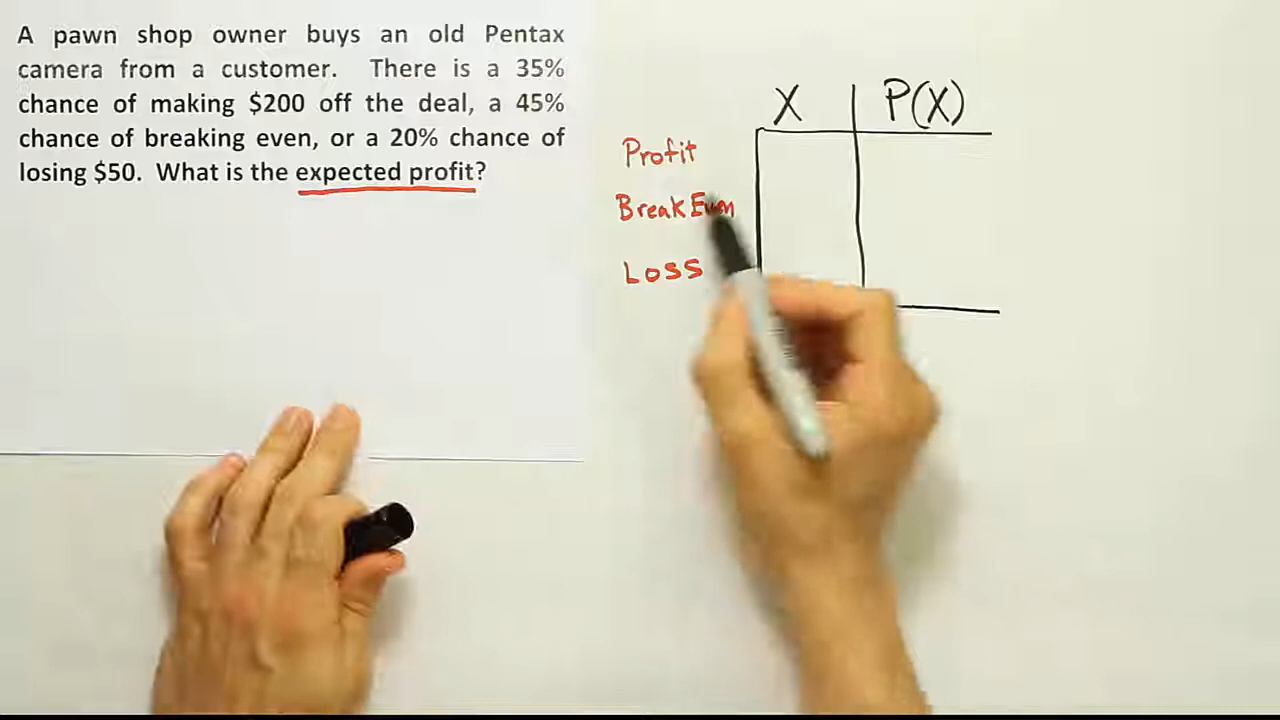 A pawn shop owner buys an old Pentax
camera from a customer. There is a 35%
chance of making $200 off the deal, a 45%
chance of breaking even, or a 20% chance of
losing $50. What is the expected profit?
X P(X)
Profit
Break Even
Loss